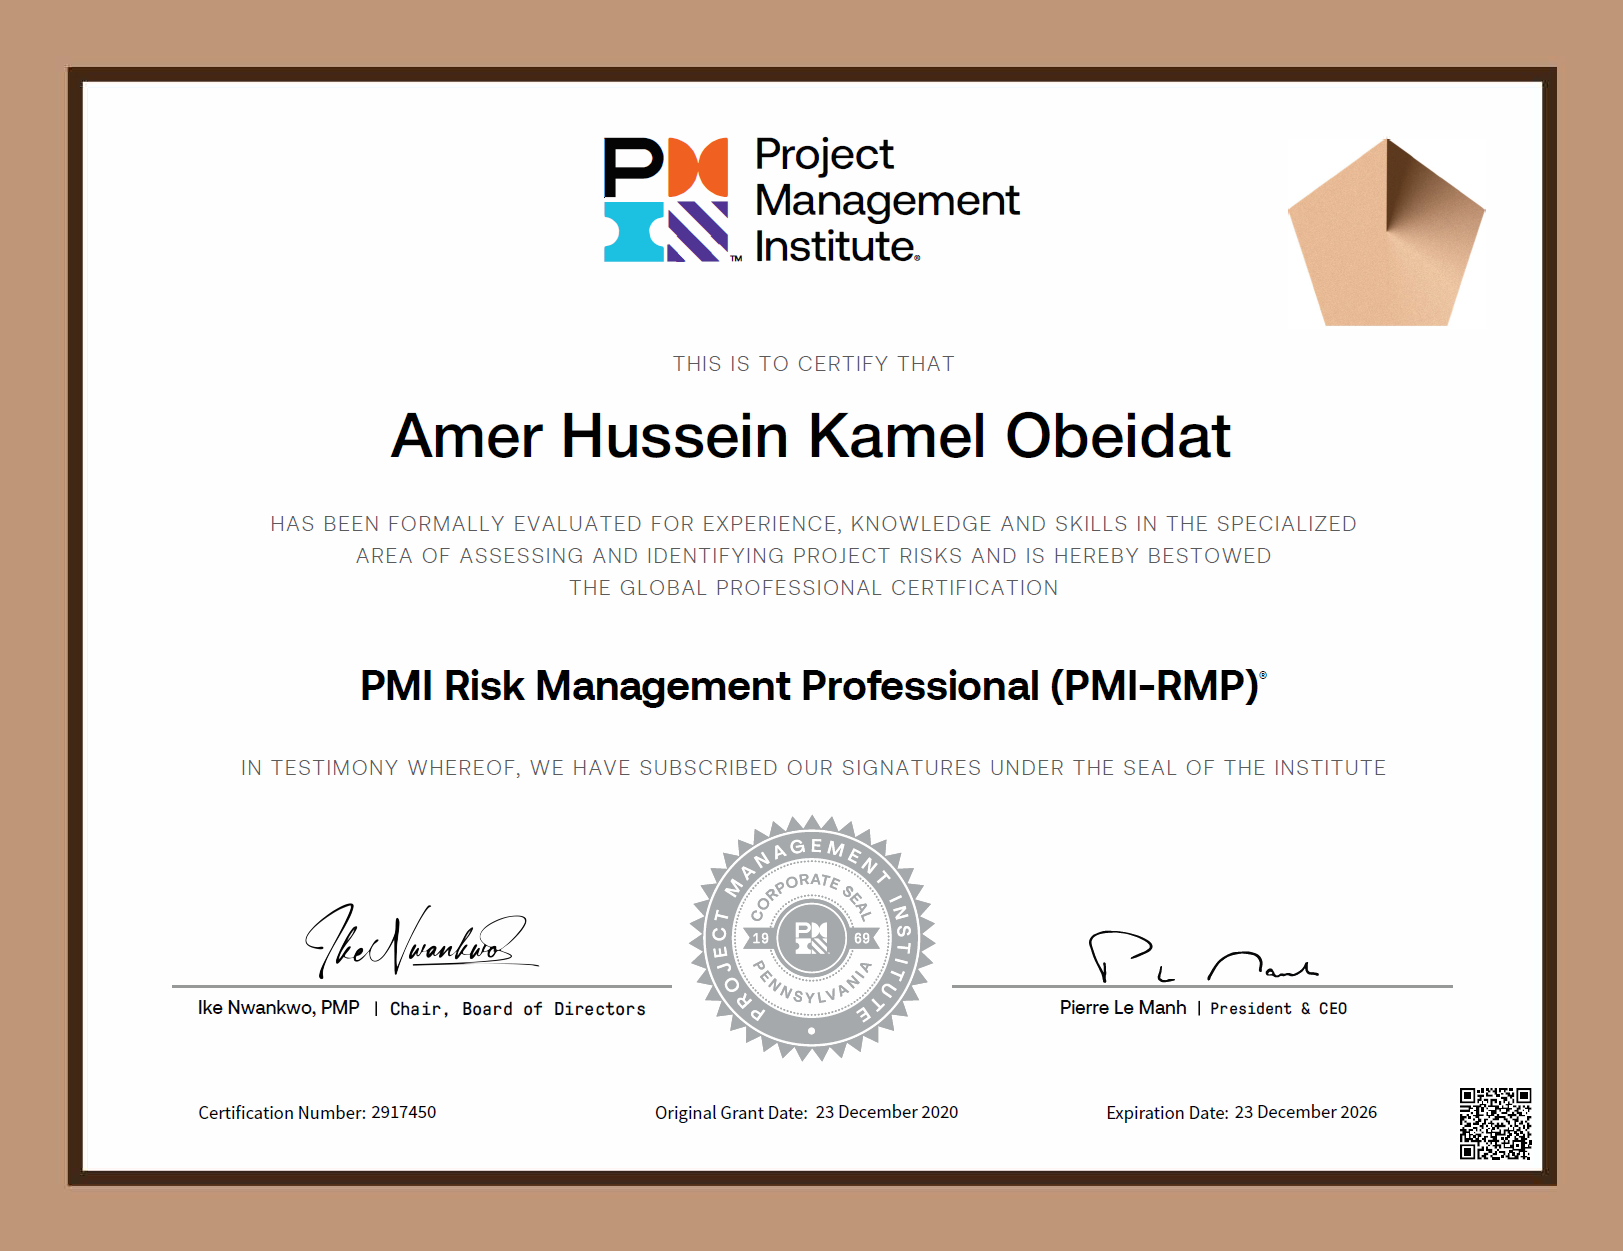 PM
™
Project
Management
Institute®
THIS IS TO CERTIFY THAT
Amer Hussein Kamel Obeidat
HAS BEEN FORMALLY EVALUATED FOR EXPERIENCE, KNOWLEDGE AND SKILLS IN THE SPECIALIZED
AREA OF ASSESSING AND IDENTIFYING PROJECT RISKS AND IS HEREBY BESTOWED
THE GLOBAL PROFESSIONAL CERTIFICATION
PMI Risk Management Professional (PMI-RMP)®
IN TESTIMONY WHEREOF, WE HAVE SUBSCRIBED OUR SIGNATURES UNDER THE SEAL OF THE INSTITUTE
PROJECT MANAGEMENT INSTITUTE
CORPORATE SEAL
19 PM 69
PENNSYLVANIA
Ike Nwankwo
Ike Nwankwo, PMP | Chair, Board of Directors
P L Manh
Pierre Le Manh | President & CEO
Certification Number: 2917450
Original Grant Date: 23 December 2020
Expiration Date: 23 December 2026